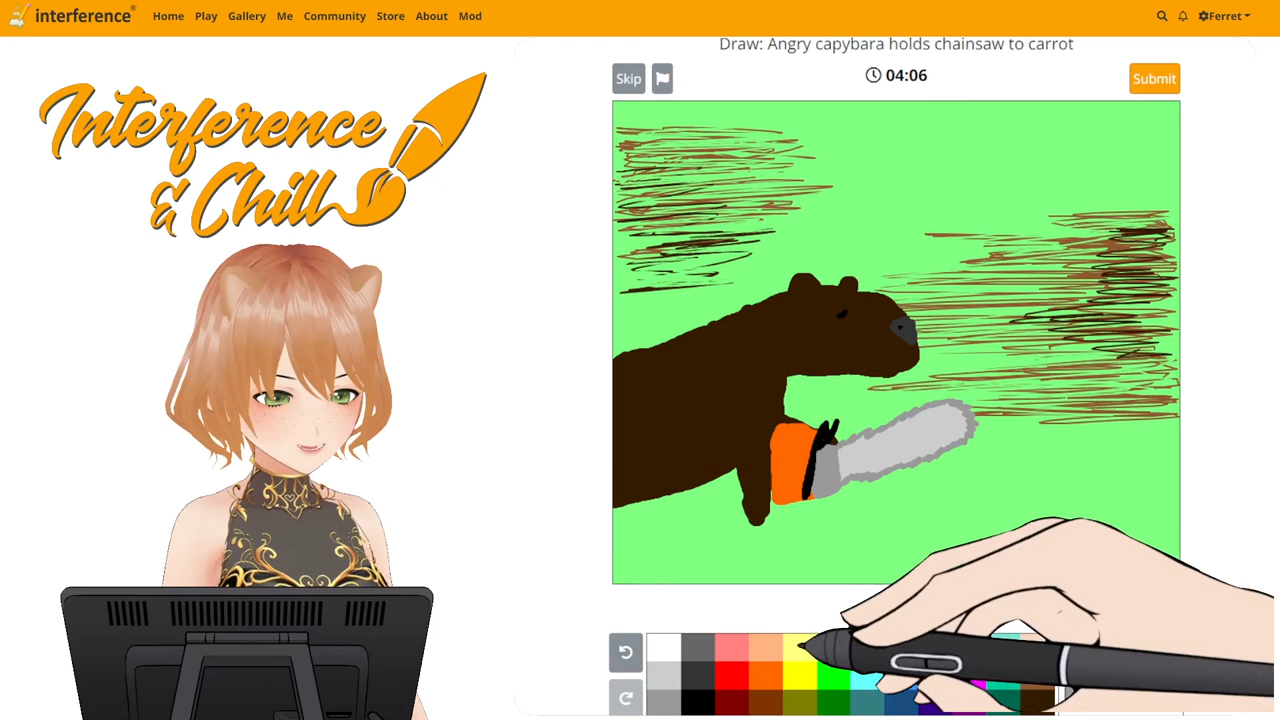 interference®
Home Play Gallery Me Community Store About Mod
Ferret
Interference
& Chill
Draw: Angry capybara holds chainsaw to carrot
Skip
04:06
Submit